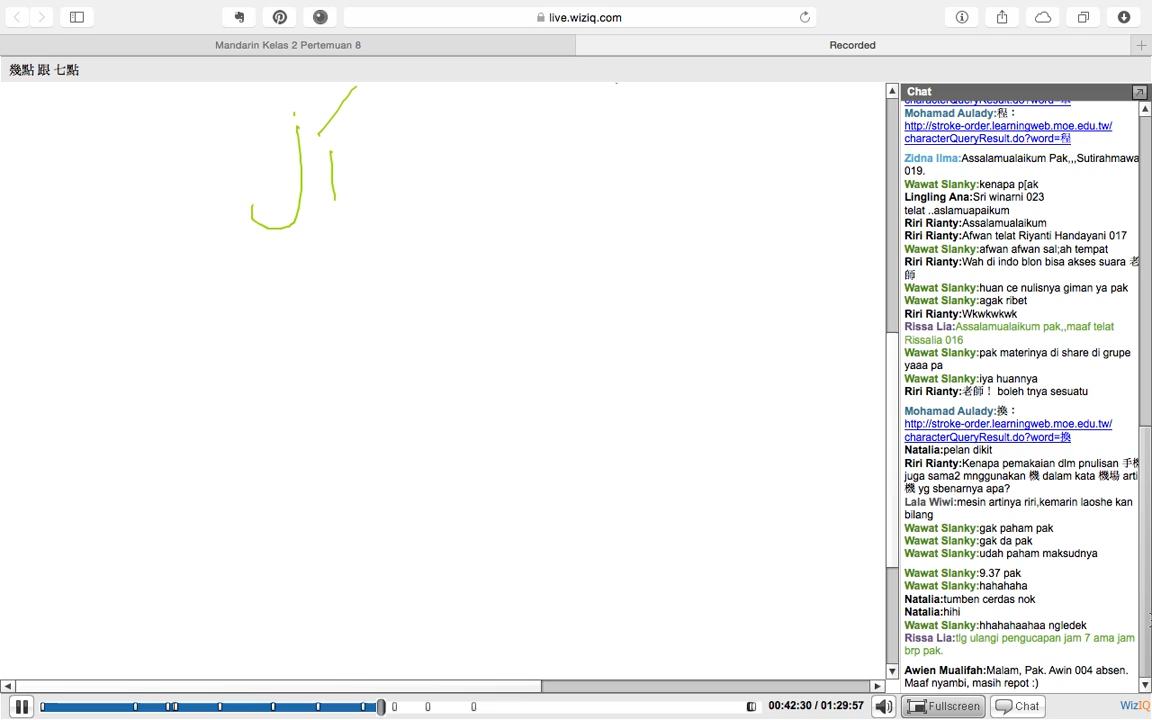 live.wiziq.com
Mandarin Kelas 2 Pertemuan 8
Recorded
幾點 跟 七點
jí
Chat
characterQueryResult.do?word=
Mohamad Aulady:程：
http://stroke-order.learningweb.moe.edu.tw/
characterQueryResult.do?word=程
Zidna Ilma:Assalamualaikum Pak,,,Sutirahmawa
019.
Wawat Slanky:kenapa p[ak
Lingling Ana:Sri winarni 023
telat ..aslamuapaikum
Riri Rianty:Assalamualaikum
Riri Rianty:Afwan telat Riyanti Handayani 017
Wawat Slanky:afwan afwan sal;ah tempat
Riri Rianty:Wah di indo blon bisa akses suara 老
師
Wawat Slanky:huan ce nulisnya giman ya pak
Wawat Slanky:agak ribet
Riri Rianty:Wkwkwkwk
Rissa Lia:Assalamualaikum pak,,maaf telat
Rissalia 016
Wawat Slanky:pak materinya di share di grupe
yaaa pa
Wawat Slanky:iya huannya
Riri Rianty:老師！ boleh tnya sesuatu
Mohamad Aulady:換：
http://stroke-order.learningweb.moe.edu.tw/
characterQueryResult.do?word=換
Natalia:pelan dikit
Riri Rianty:Kenapa pemakaian dlm pnulisan 手機
juga sama2 mnggunakan 機 dalam kata 機場 arti
機 yg sbenarnya apa?
Lala Wiwi:mesin artinya riri,kemarin laoshe kan
bilang
Wawat Slanky:gak paham pak
Wawat Slanky:gak da pak
Wawat Slanky:udah paham maksudnya
Wawat Slanky:9.37 pak
Wawat Slanky:hahahaha
Natalia:tumben cerdas nok
Natalia:hihi
Wawat Slanky:hhahahaahaa ngledek
Rissa Lia:tlg ulangi pengucapan jam 7 ama jam
brp pak.
Awien Mualifah:Malam, Pak. Awin 004 absen.
Maaf nyambi, masih repot :)
00:42:30 / 01:29:57
Fullscreen
Chat
WizIQ